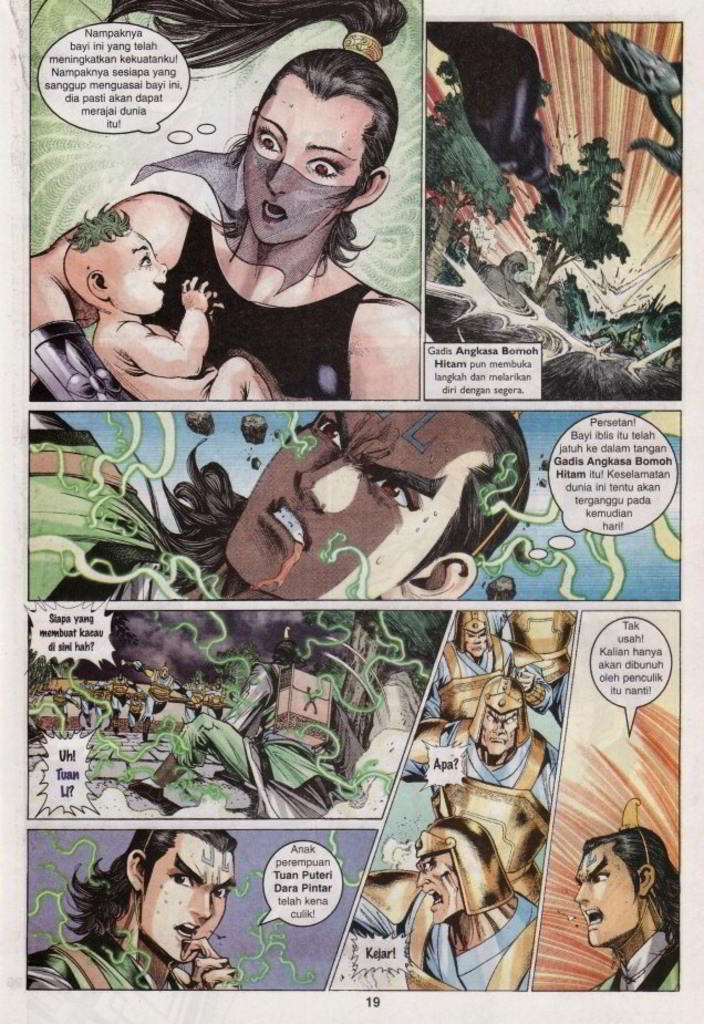 Nampaknya
bayi ini yang telah
meningkatkan kekuatanku!
Nampaknya sesiapa yang
sanggup menguasai bayi ini,
dia pasti akan dapat
merajai dunia
itu!
Gadis Angkasa Bomoh
Hitam pun membuka
langkah dan melarikan
diri dengan segera.
Persetan!
Bayi iblis itu telah
jatuh ke dalam tangan
Gadis Angkasa Bomoh
Hitam itu! Keselamatan
dunia ini tentu akan
terganggu pada
kemudian
hari!
Siapa yang
membuat kacau
di sini hah?
Uh!
Tuan
Li?
Apa?
Tak
usah!
Kalian hanya
akan dibunuh
oleh penculik
itu nanti!
Anak
perempuan
Tuan Puteri
Dara Pintar
telah kena
culik!
Kejar!
19